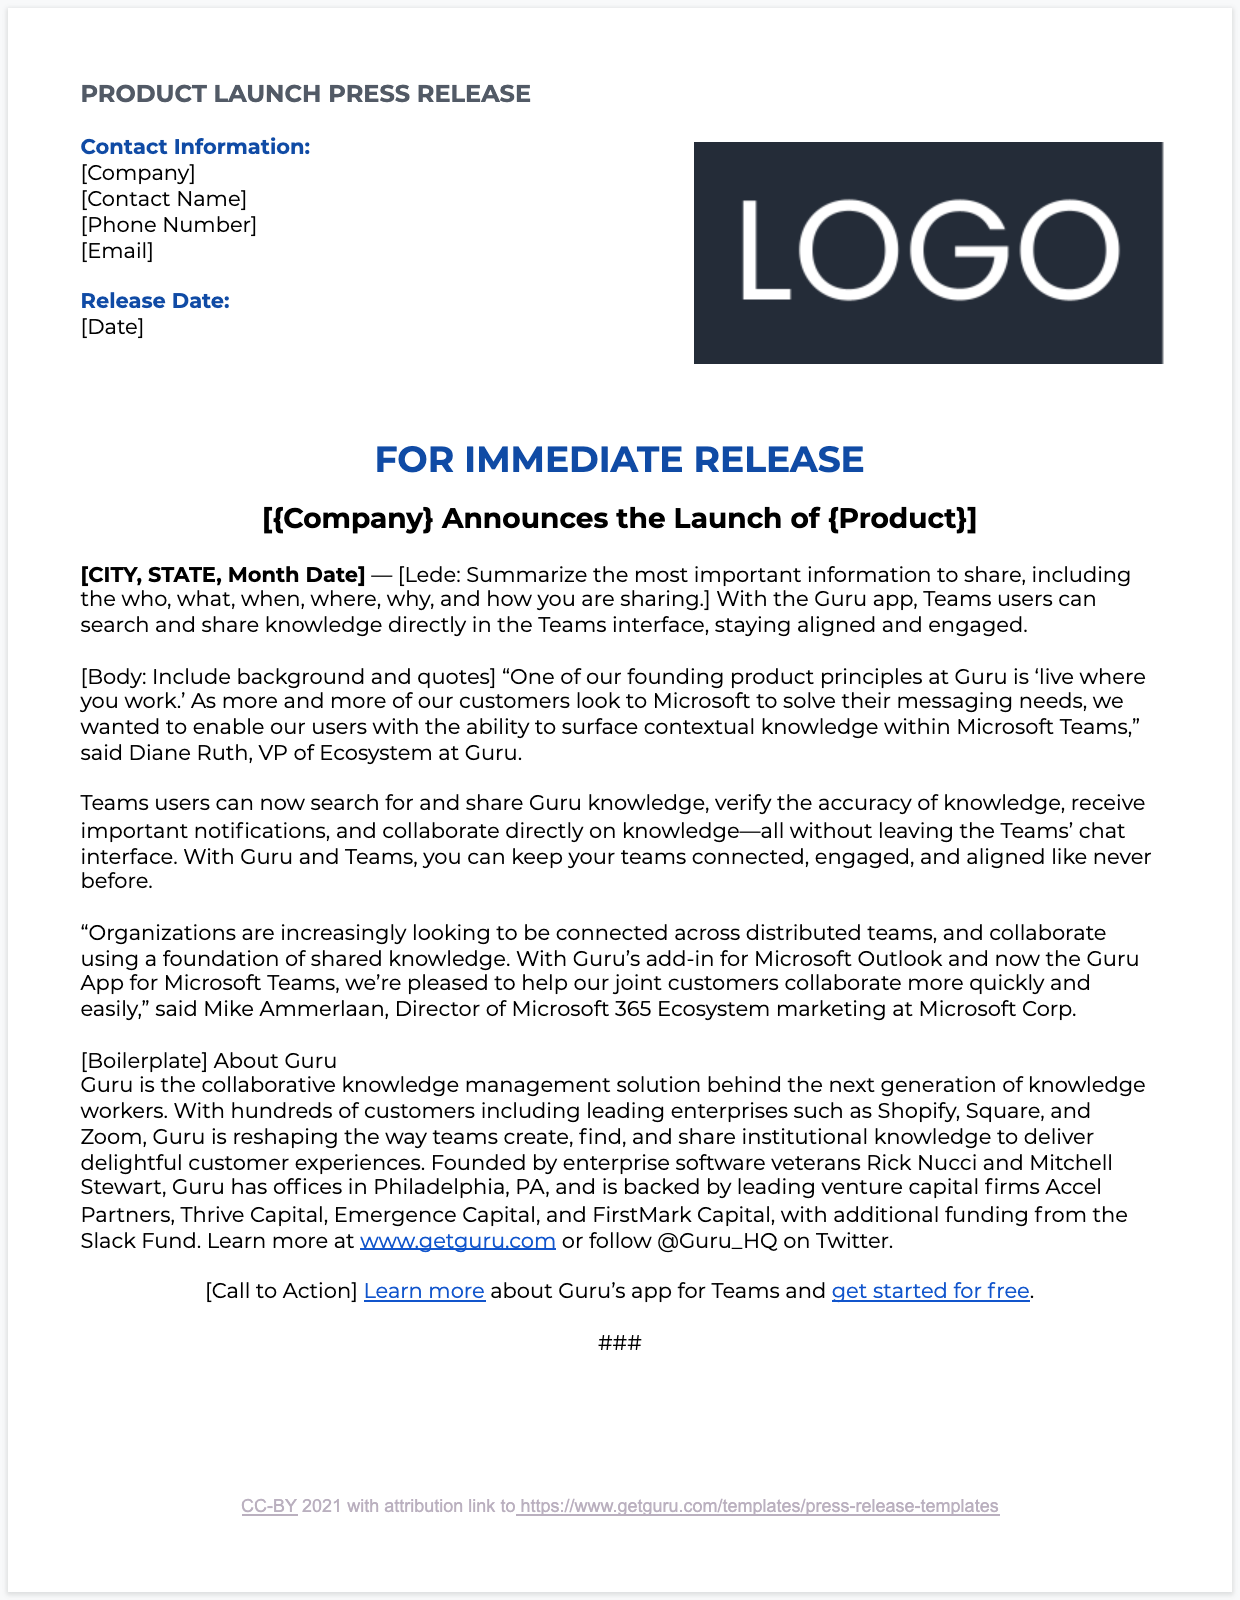 PRODUCT LAUNCH PRESS RELEASE
Contact Information:
[Company]
[Contact Name]
[Phone Number]
[Email]
Release Date:
[Date]
LOGO
FOR IMMEDIATE RELEASE
[{Company} Announces the Launch of {Product}]
[CITY, STATE, Month Date] — [Lede: Summarize the most important information to share, including
the who, what, when, where, why, and how you are sharing.] With the Guru app, Teams users can
search and share knowledge directly in the Teams interface, staying aligned and engaged.
[Body: Include background and quotes] “One of our founding product principles at Guru is ‘live where
you work.’ As more and more of our customers look to Microsoft to solve their messaging needs, we
wanted to enable our users with the ability to surface contextual knowledge within Microsoft Teams,”
said Diane Ruth, VP of Ecosystem at Guru.
Teams users can now search for and share Guru knowledge, verify the accuracy of knowledge, receive
important notifications, and collaborate directly on knowledge—all without leaving the Teams’ chat
interface. With Guru and Teams, you can keep your teams connected, engaged, and aligned like never
before.
“Organizations are increasingly looking to be connected across distributed teams, and collaborate
using a foundation of shared knowledge. With Guru’s add-in for Microsoft Outlook and now the Guru
App for Microsoft Teams, we’re pleased to help our joint customers collaborate more quickly and
easily,” said Mike Ammerlaan, Director of Microsoft 365 Ecosystem marketing at Microsoft Corp.
[Boilerplate] About Guru
Guru is the collaborative knowledge management solution behind the next generation of knowledge
workers. With hundreds of customers including leading enterprises such as Shopify, Square, and
Zoom, Guru is reshaping the way teams create, find, and share institutional knowledge to deliver
delightful customer experiences. Founded by enterprise software veterans Rick Nucci and Mitchell
Stewart, Guru has offices in Philadelphia, PA, and is backed by leading venture capital firms Accel
Partners, Thrive Capital, Emergence Capital, and FirstMark Capital, with additional funding from the
Slack Fund. Learn more at www.getguru.com or follow @Guru_HQ on Twitter.
[Call to Action] Learn more about Guru’s app for Teams and get started for free.
###
CC-BY 2021 with attribution link to https://www.getguru.com/templates/press-release-templates